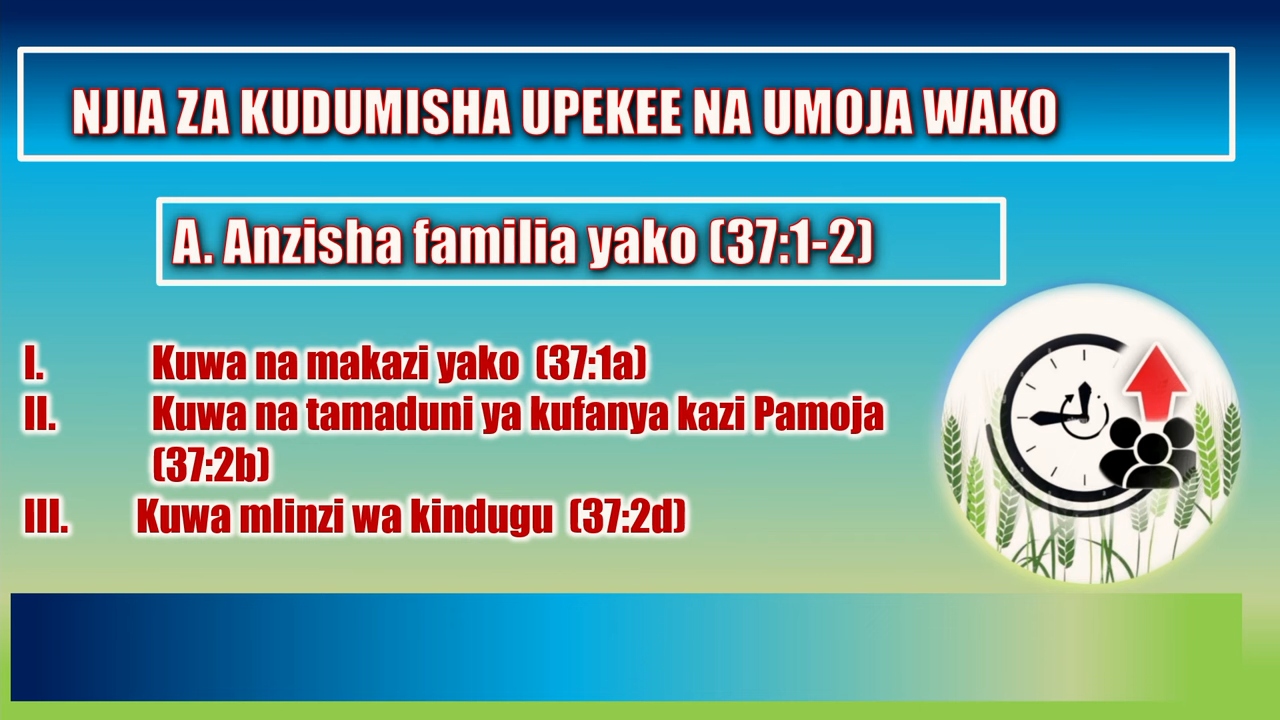 NJIA ZA KUDUMISHA UPEKEE NA UMOJA WAKO
A. Anzisha familia yako (37:1-2)
I. Kuwa na makazi yako (37:1a)
II. Kuwa na tamaduni ya kufanya kazi Pamoja
(37:2b)
III. Kuwa mlinzi wa kindugu (37:2d)